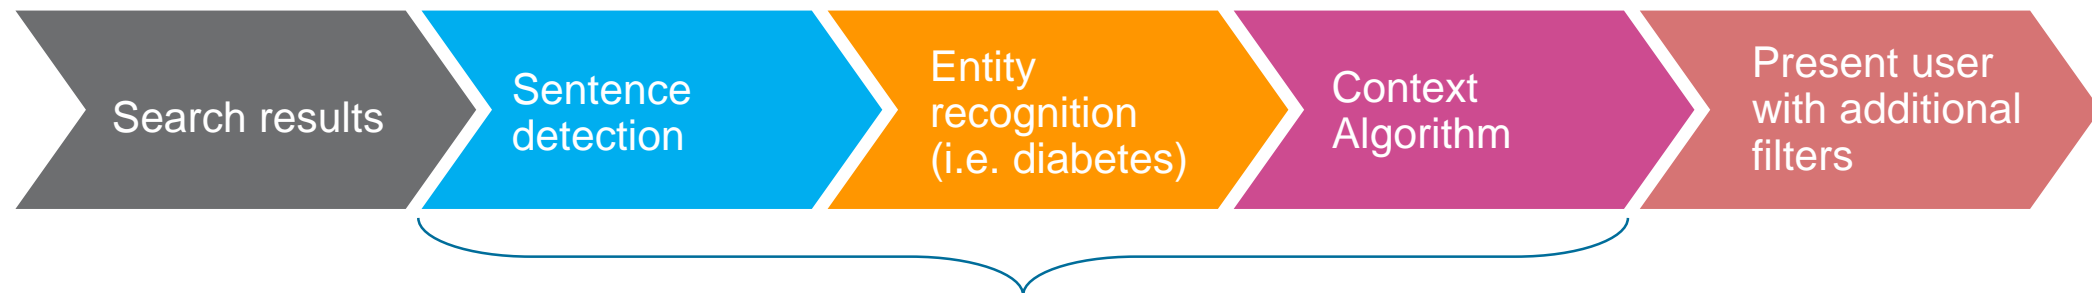 Search results
Sentence
detection
Entity
recognition
(i.e. diabetes)
Context
Algorithm
Present user
with additional
filters